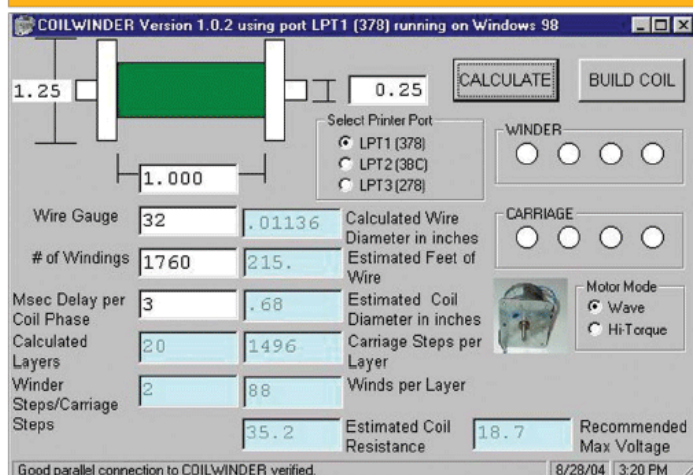 COILWINDER Version 1.0.2 using port LPT1 (378) running on Windows 98
1.25
0.25
CALCULATE
BUILD COIL
Select Printer Port
LPT1 (378)
LPT2 (3BC)
LPT3 (278)
WINDER
1.000
CARRIAGE
Wire Gauge
32
.01136
Calculated Wire
Diameter in inches
# of Windings
1760
215.
Estimated Feet of
Wire
Msec Delay per
Coil Phase
3
.68
Estimated Coil
Diameter in inches
Motor Mode
Wave
Hi-Torque
Calculated
Layers
20
1496
Carriage Steps per
Layer
Winder
Steps/Carriage
Steps
2
88
Winds per Layer
35.2
Estimated Coil
Resistance
18.7
Recommended
Max Voltage
Good parallel connection to COILWINDER verified.
8/28/04
3:20 PM